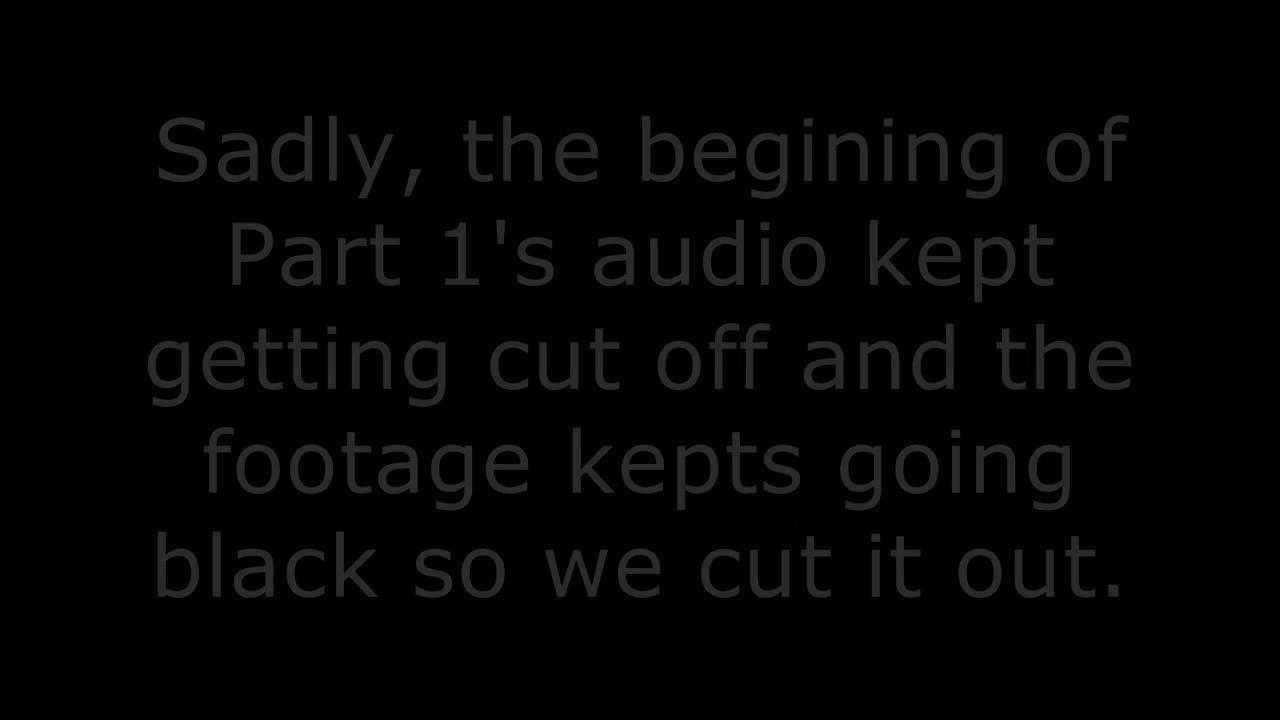 Sadly, the begining of
Part 1's audio kept
getting cut off and the
footage kepts going
black so we cut it out.